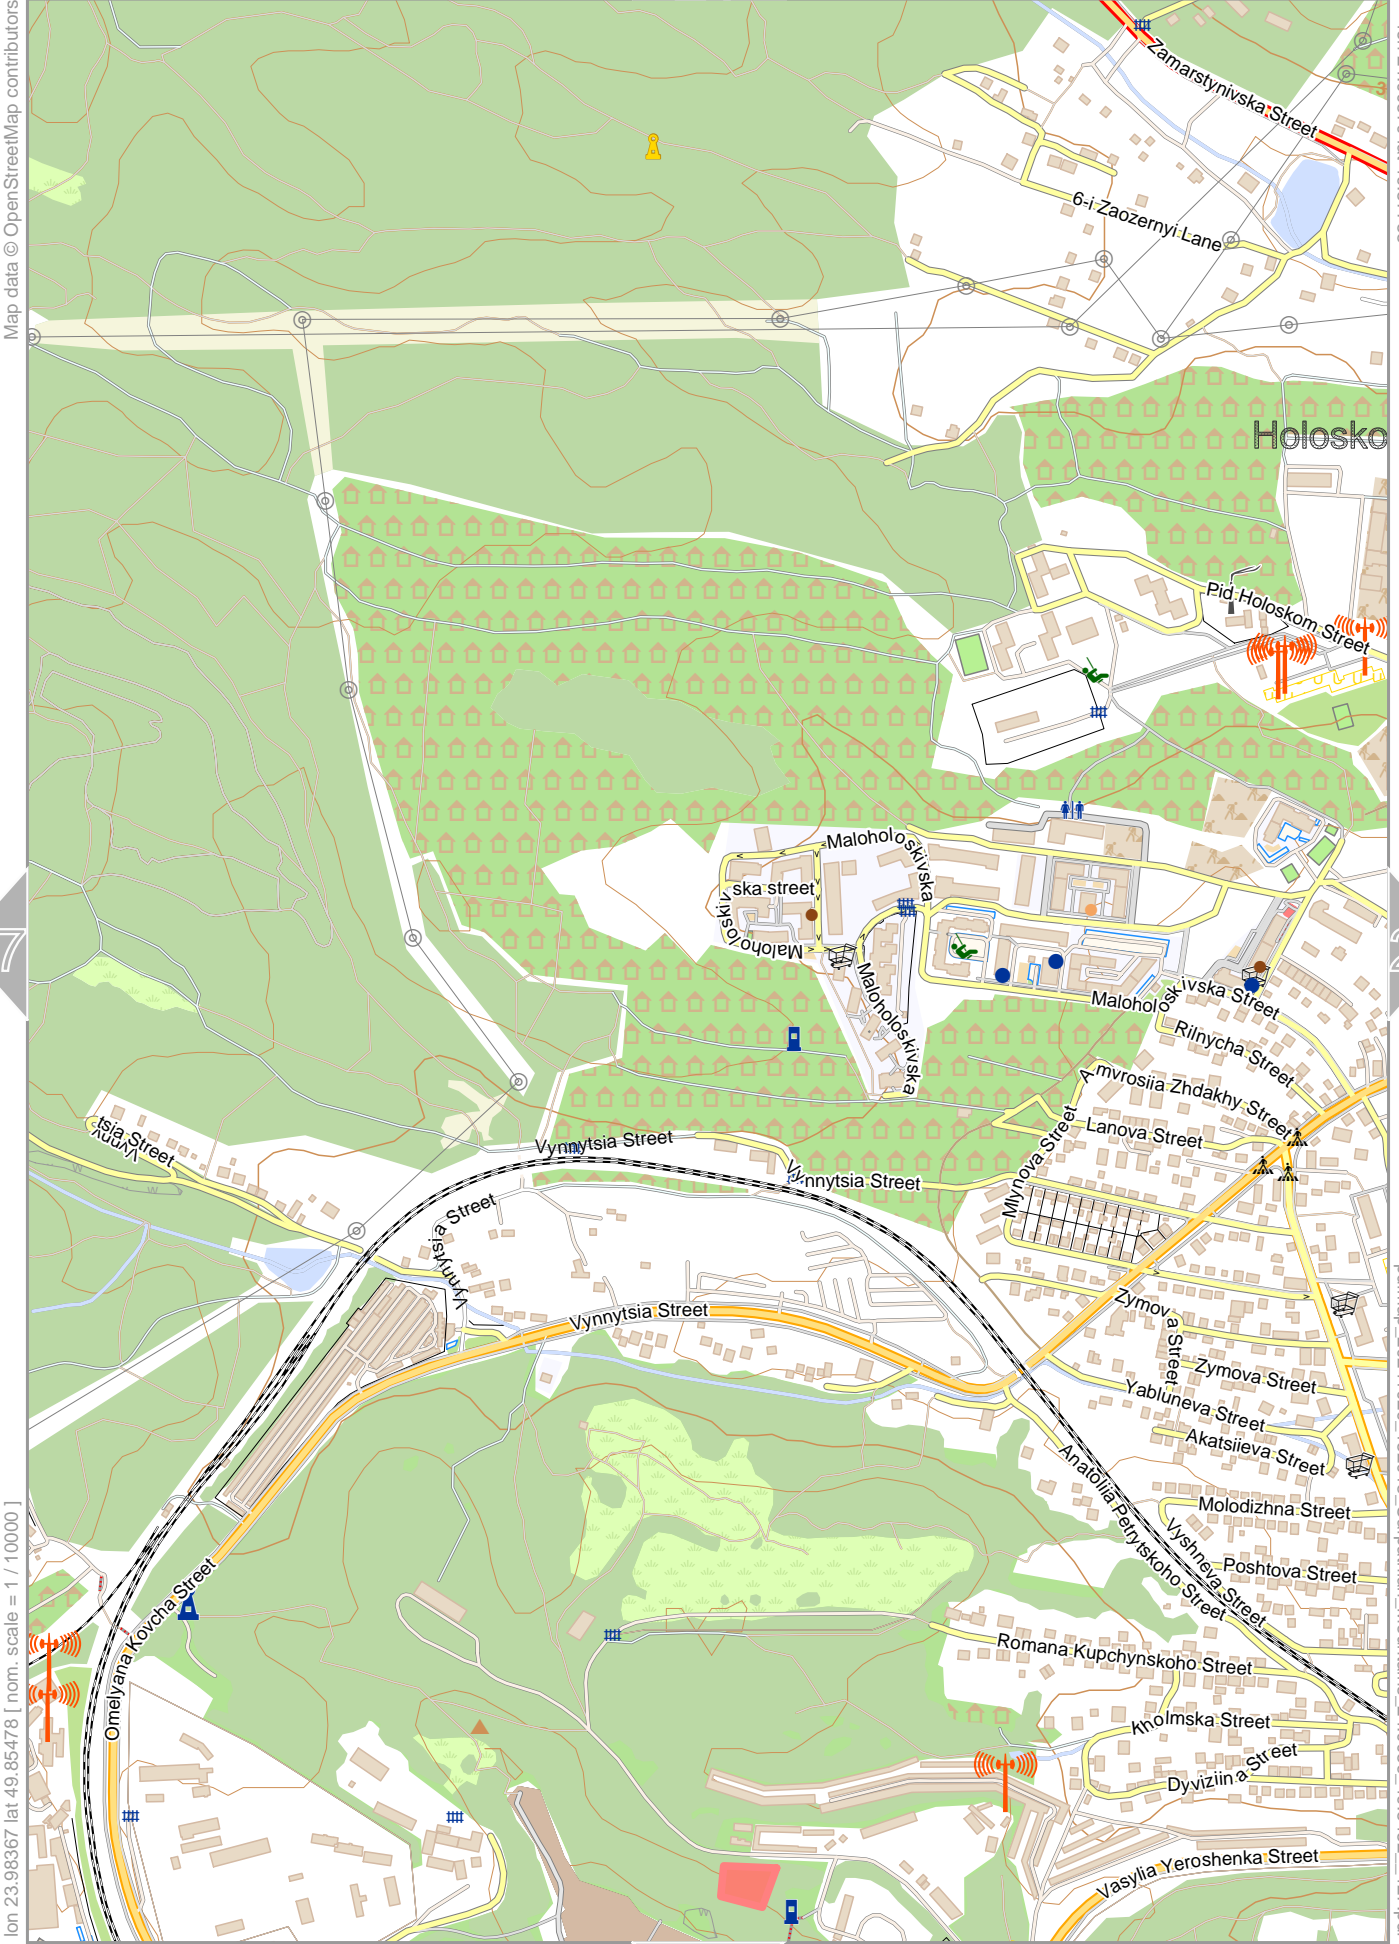 Map data © OpenStreetMap contributors
Zamarstynivska Street
3
6-i Zaozernyi Lane
Holosko
Pid Holoskom Street
Maloholoskivska
ska street
Maloholoskiv
Maloholoskivska
Maloholoskivska Street
Rilnycha Street
Amvrosiia Zhdakhy Street
Lanova Street
Mlynova Street
Vynnytsia Street
Vynnytsia Street
Vynnytsia Street
Vynnytsia Street
Vynnytsia Street
Zymova Street
Zymova Street
Yabluneva Street
Akatsiieva Street
Anatoliia Petrytskoho Street
Molodizhna Street
Vyshneva Street
Poshtova Street
Romana Kupchynskoho Street
Kholmska Street
Dyviziina Street
Vasylia Yeroshenka Street
Omelyana Kovcha Street
7
lon 23.98367 lat 49.85478 [ nom. scale = 1 / 10000 ]